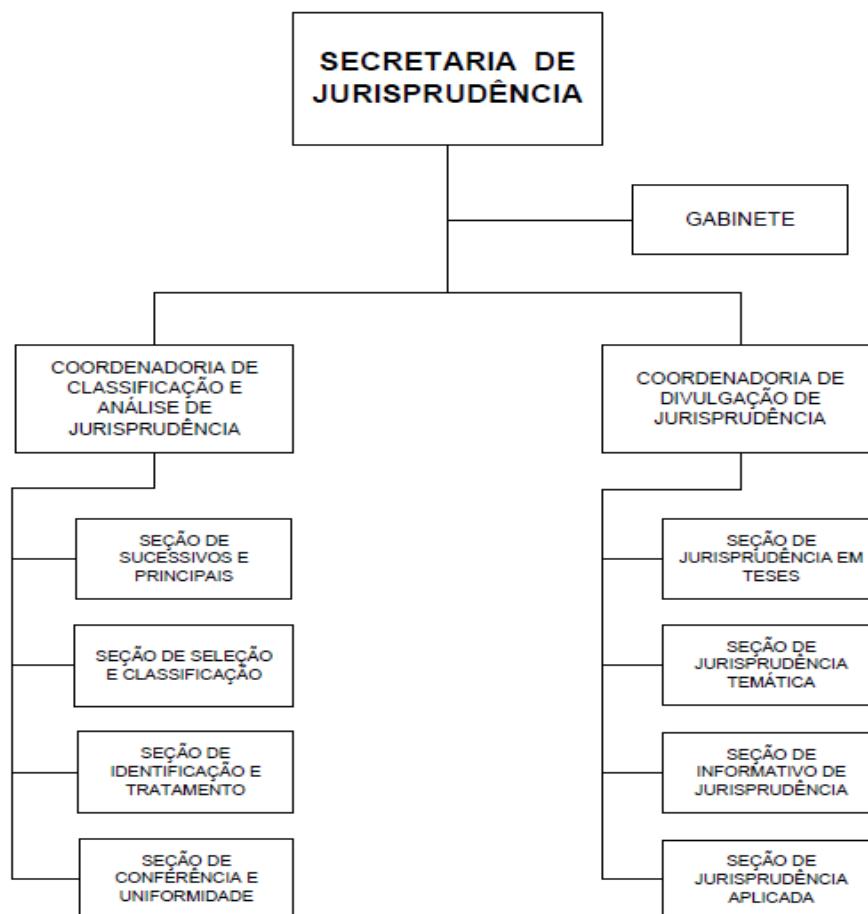 SECRETARIA DE
JURISPRUDÊNCIA
GABINETE
COORDENADORIA DE
CLASSIFICAÇÃO E
ANÁLISE DE
JURISPRUDÊNCIA
COORDENADORIA DE
DIVULGAÇÃO DE
JURISPRUDÊNCIA
SEÇÃO DE
SUCESSIVOS E
PRINCIPAIS
SEÇÃO DE SELEÇÃO
E CLASSIFICAÇÃO
SEÇÃO DE
IDENTIFICAÇÃO E
TRATAMENTO
SEÇÃO DE
CONFERÊNCIA E
UNIFORMIDADE
SEÇÃO DE
JURISPRUDÊNCIA EM
TESES
SEÇÃO DE
JURISPRUDÊNCIA
TEMÁTICA
SEÇÃO DE
INFORMATIVO DE
JURISPRUDÊNCIA
SEÇÃO DE
JURISPRUDÊNCIA
APLICADA